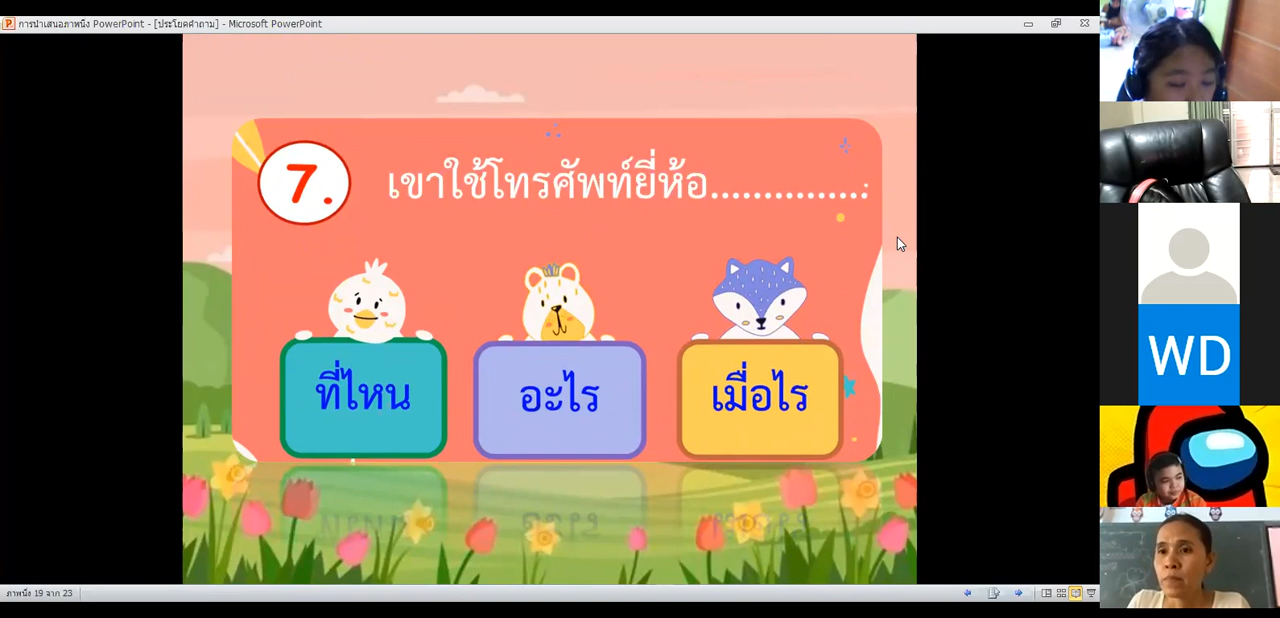 การนำเสนอภาพนิ่ง PowerPoint - [ประโยคคำถาม] - Microsoft PowerPoint
7.
เขาใช้โทรศัพท์ยี่ห้อ..............
ที่ไหน
อะไร
เมื่อไร
WD
ภาพนิ่ง 19 จาก 23